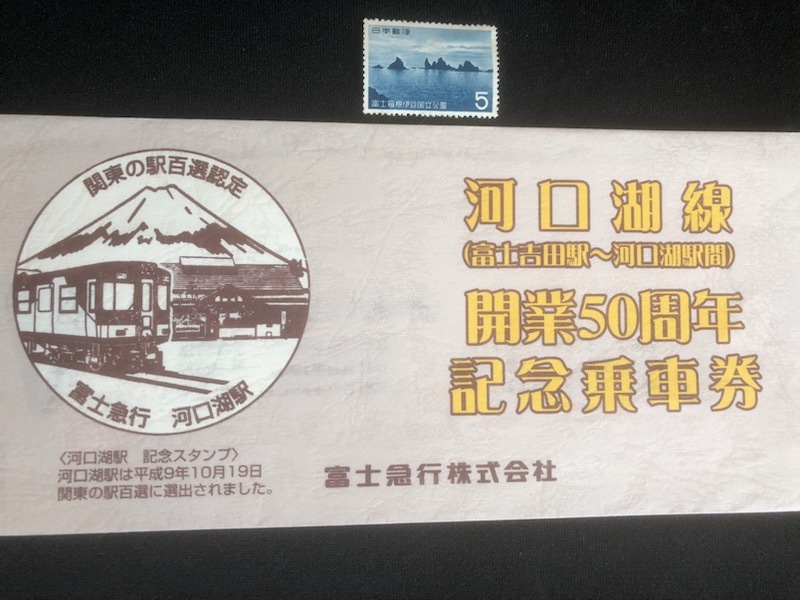 日本郵便
富士箱根伊豆国立公園
5
関東の駅百選認定
富士急行 河口湖駅
〈河口湖駅 記念スタンプ〉
河口湖駅は平成9年10月19日
関東の駅百選に選出されました。
河口湖線
(富士吉田駅～河口湖駅間)
開業50周年
記念乗車券
富士急行株式会社